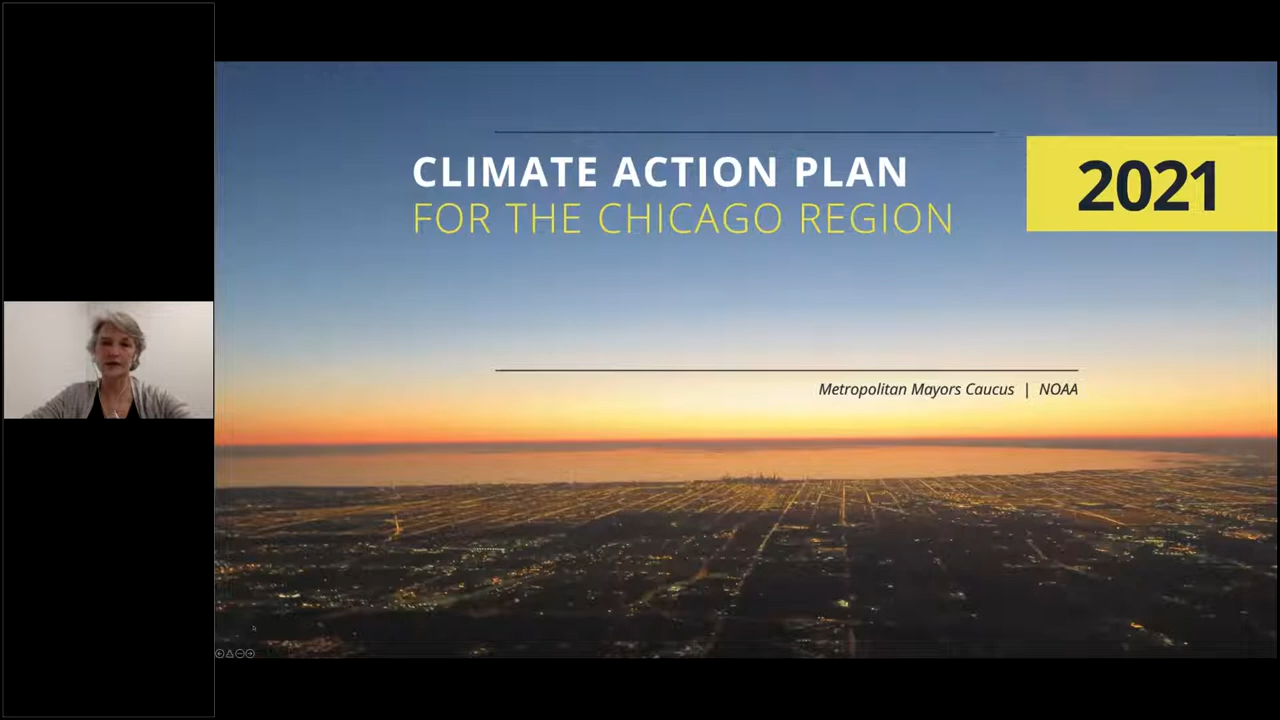 CLIMATE ACTION PLAN
FOR THE CHICAGO REGION
2021
Metropolitan Mayors Caucus | NOAA